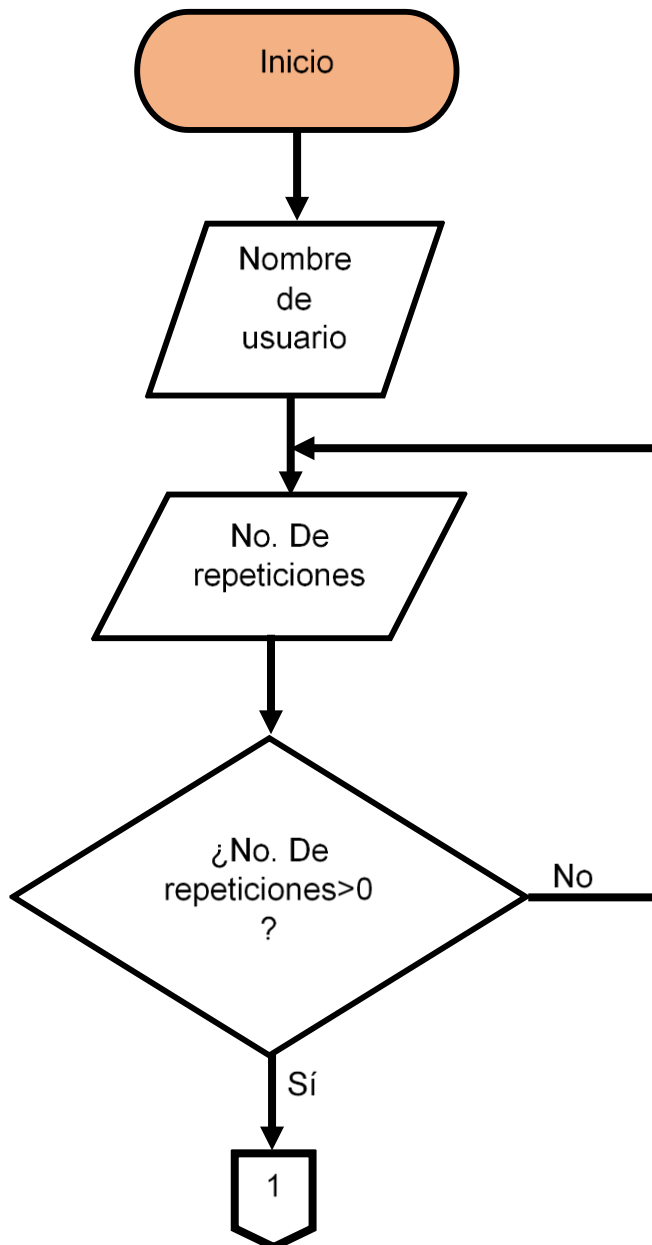 Inicio
Nombre
de
usuario
No. De
repeticiones
¿No. De
repeticiones>0
?
No
Sí
1